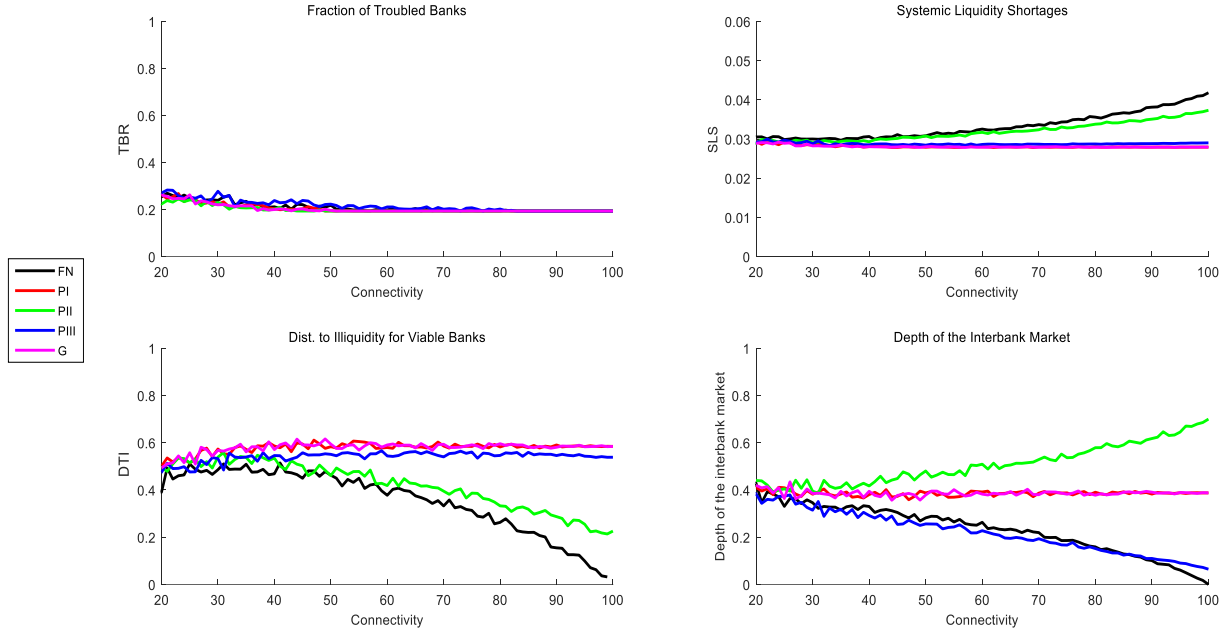 Fraction of Troubled Banks
TBR
1
0.8
0.6
0.4
0.2
0
20 30 40 50 60 70 80 90 100
Connectivity
Systemic Liquidity Shortages
SLS
0.06
0.05
0.04
0.03
0.02
0.01
0
20 30 40 50 60 70 80 90 100
Connectivity
FN
PI
PII
PIII
G
Dist. to Illiquidity for Viable Banks
DTI
1
0.8
0.6
0.4
0.2
0
20 30 40 50 60 70 80 90 100
Connectivity
Depth of the Interbank Market
Depth of the interbank market
1
0.8
0.6
0.4
0.2
0
20 30 40 50 60 70 80 90 100
Connectivity